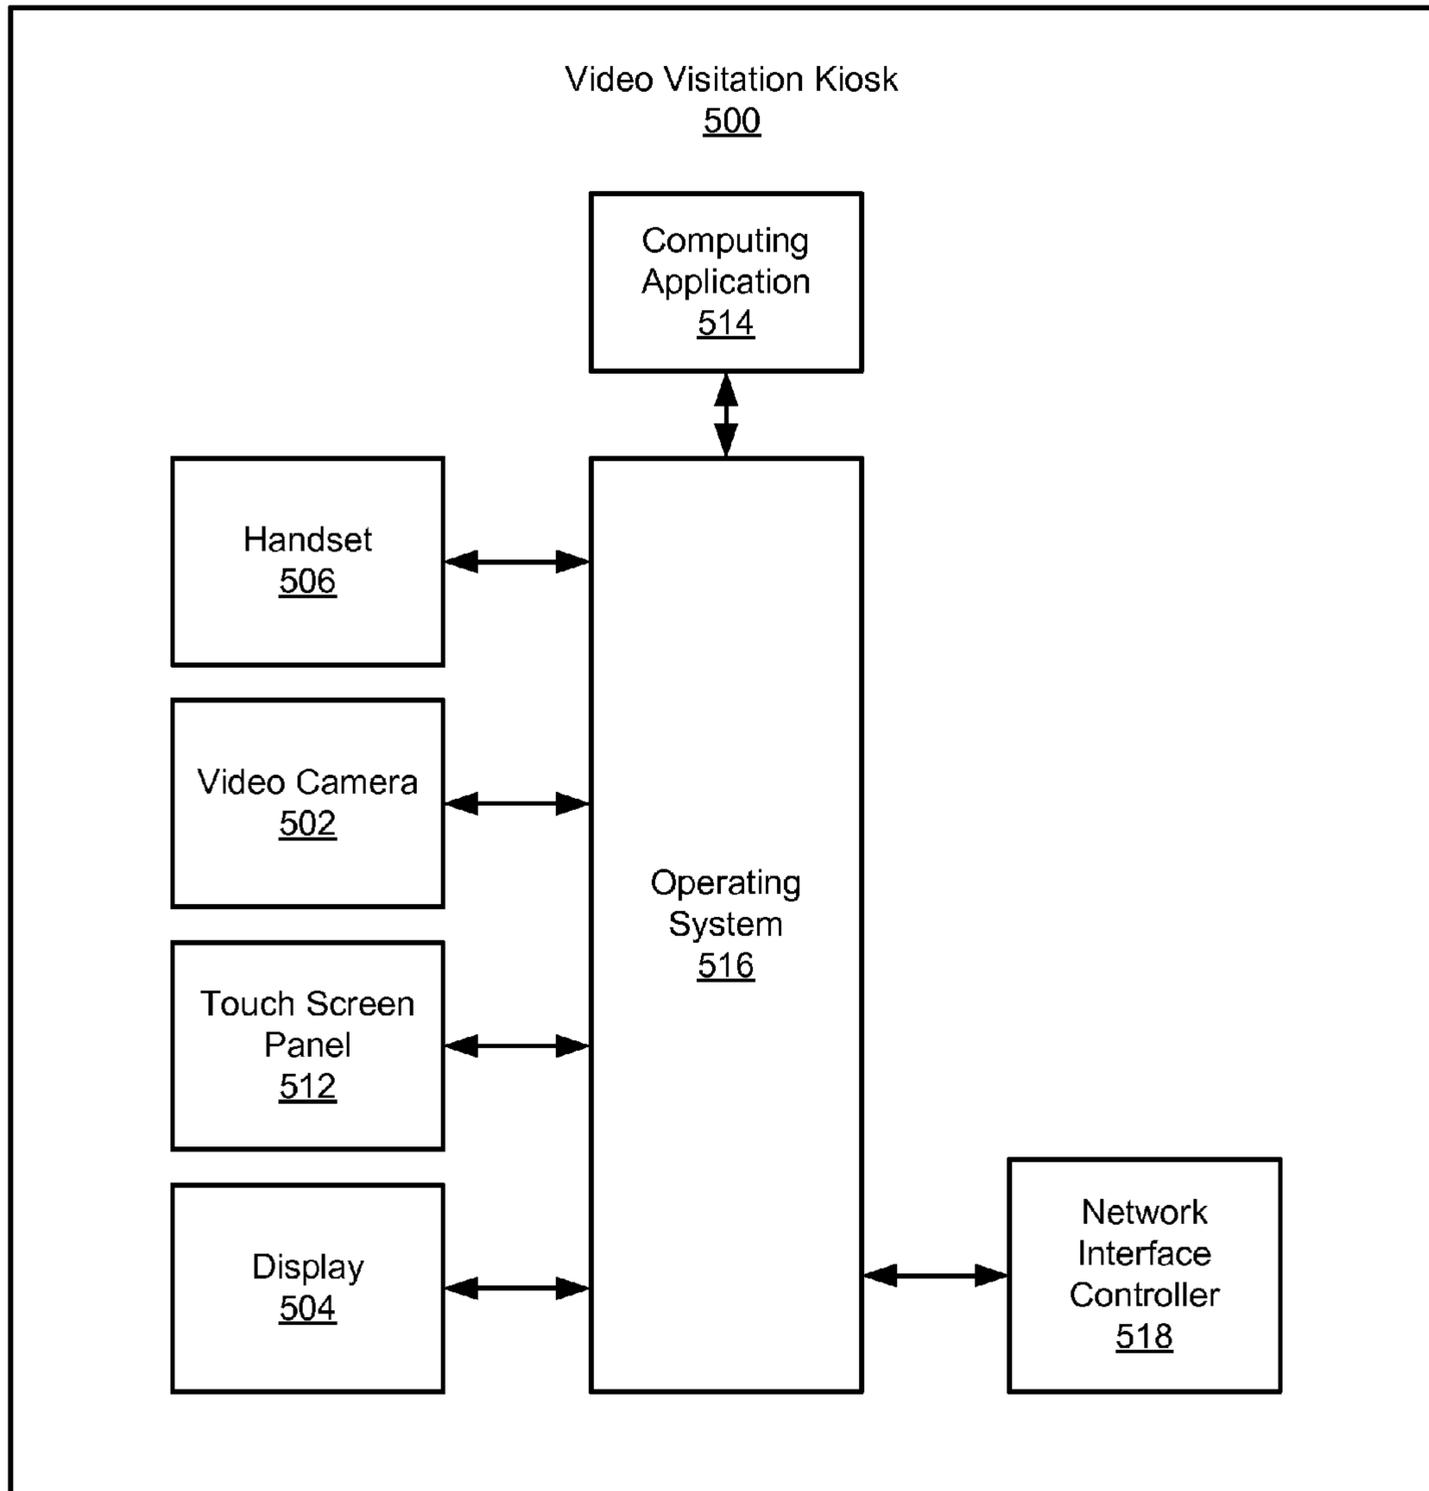 Video Visitation Kiosk
500
Computing
Application
514
Handset
506
Video Camera
502
Touch Screen
Panel
512
Display
504
Operating
System
516
Network
Interface
Controller
518